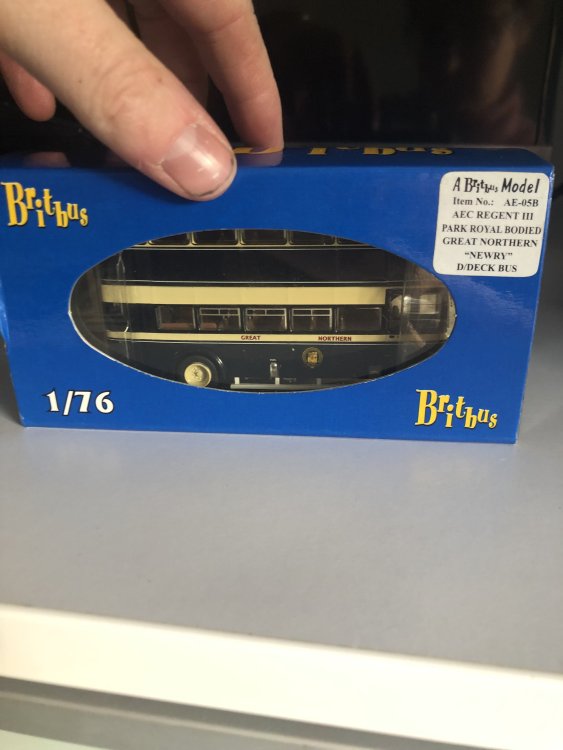 Britbus
A Britbus Model
Item No.: AE-05B
AEC REGENT III
PARK ROYAL BODIED
GREAT NORTHERN
"NEWRY"
D/DECK BUS
GREAT NORTHERN
1/76
Britbus